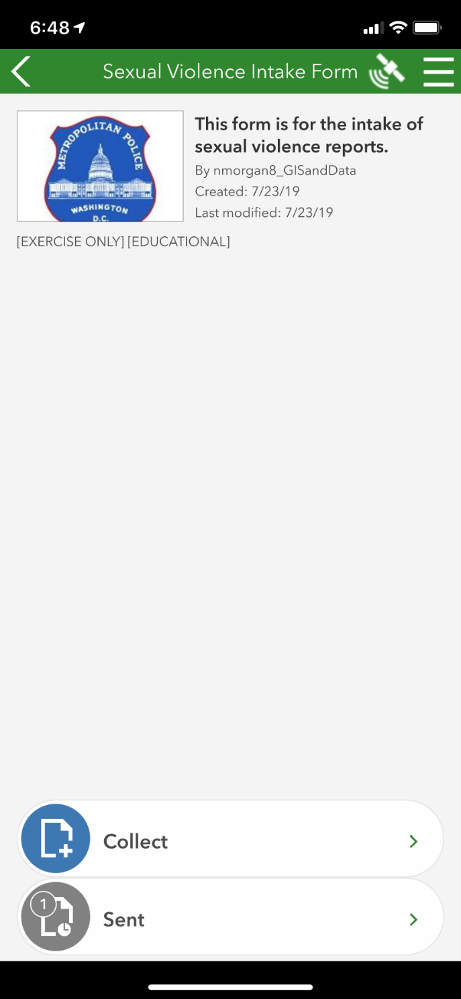 6:48
Sexual Violence Intake Form
METROPOLITAN POLICE
WASHINGTON
D.C.
This form is for the intake of
sexual violence reports.
By nmorgan8_GISandData
Created: 7/23/19
Last modified: 7/23/19
[EXERCISE ONLY] [EDUCATIONAL]
Collect
1
Sent